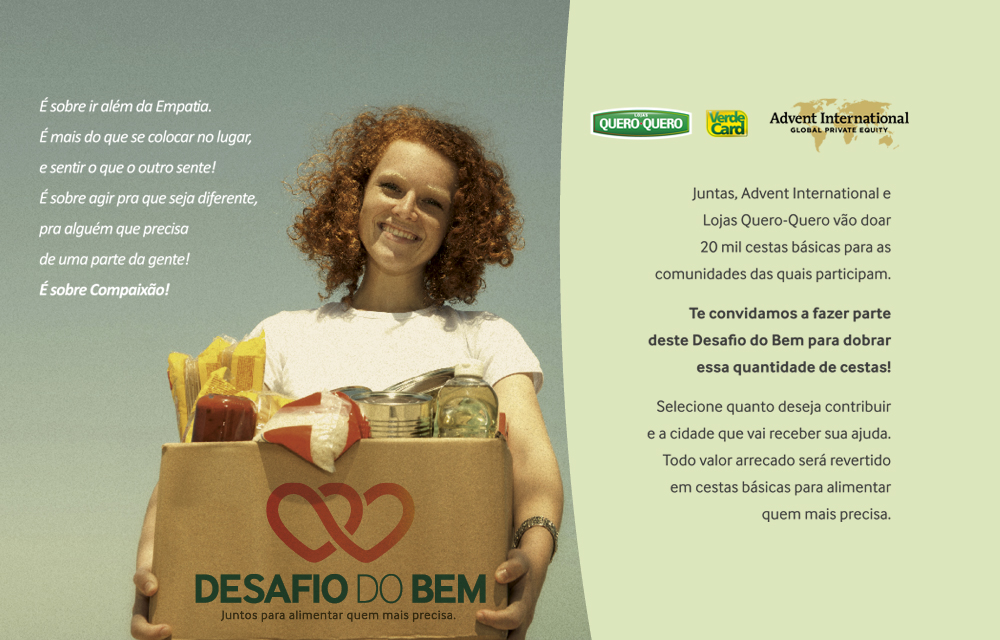 É sobre ir além da Empatia.
É mais do que se colocar no lugar,
e sentir o que o outro sente!
É sobre agir pra que seja diferente,
pra alguém que precisa
de uma parte da gente!
É sobre Compaixão!
DESAFIO DO BEM
Juntos para alimentar quem mais precisa.
LOJAS
QUERO QUERO
Verde
Card
Advent International
GLOBAL PRIVATE EQUITY
Juntas, Advent International e
Lojas Quero-Quero vão doar
20 mil cestas básicas para as
comunidades das quais participam.
Te convidamos a fazer parte
deste Desafio do Bem para dobrar
essa quantidade de cestas!
Selecione quanto deseja contribuir
e a cidade que vai receber sua ajuda.
Todo valor arrecado será revertido
em cestas básicas para alimentar
quem mais precisa.